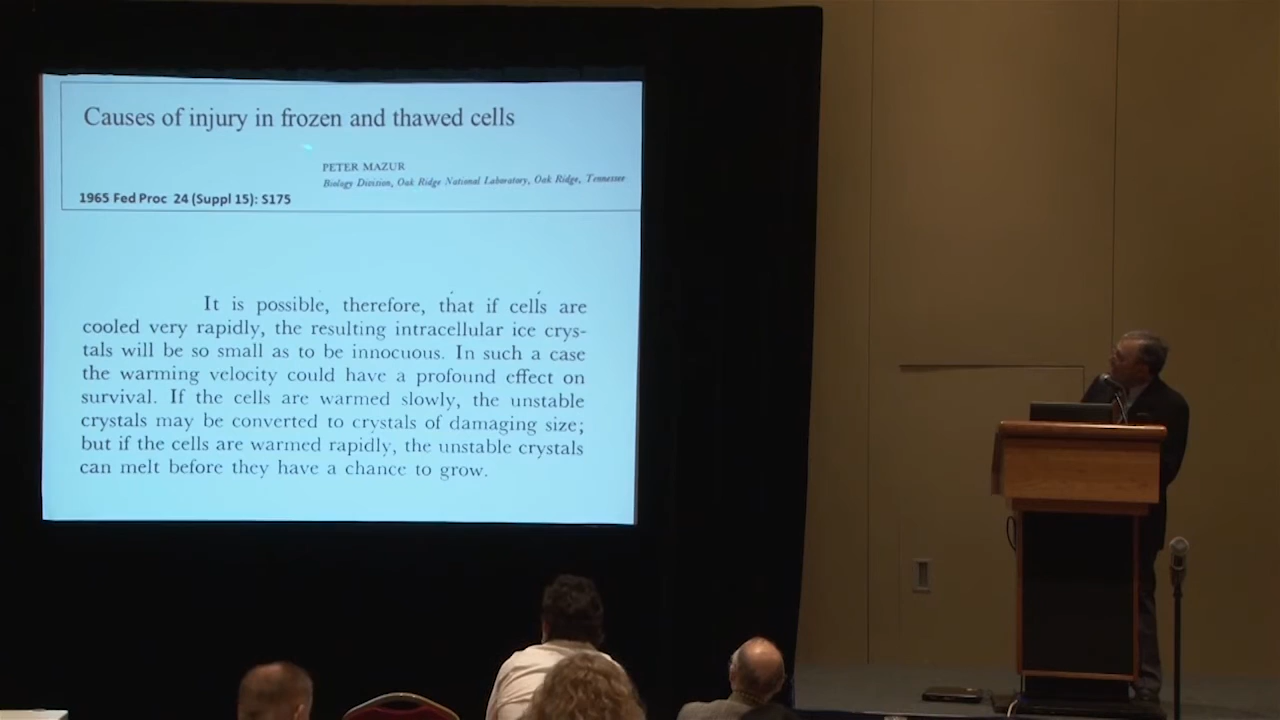 Causes of injury in frozen and thawed cells
PETER MAZUR
Biology Division, Oak Ridge National Laboratory, Oak Ridge, Tennessee
1965 Fed Proc 24 (Suppl 15): S175
It is possible, therefore, that if cells are
cooled very rapidly, the resulting intracellular ice crys-
tals will be so small as to be innocuous. In such a case
the warming velocity could have a profound effect on
survival. If the cells are warmed slowly, the unstable
crystals may be converted to crystals of damaging size;
but if the cells are warmed rapidly, the unstable crystals
can melt before they have a chance to grow.